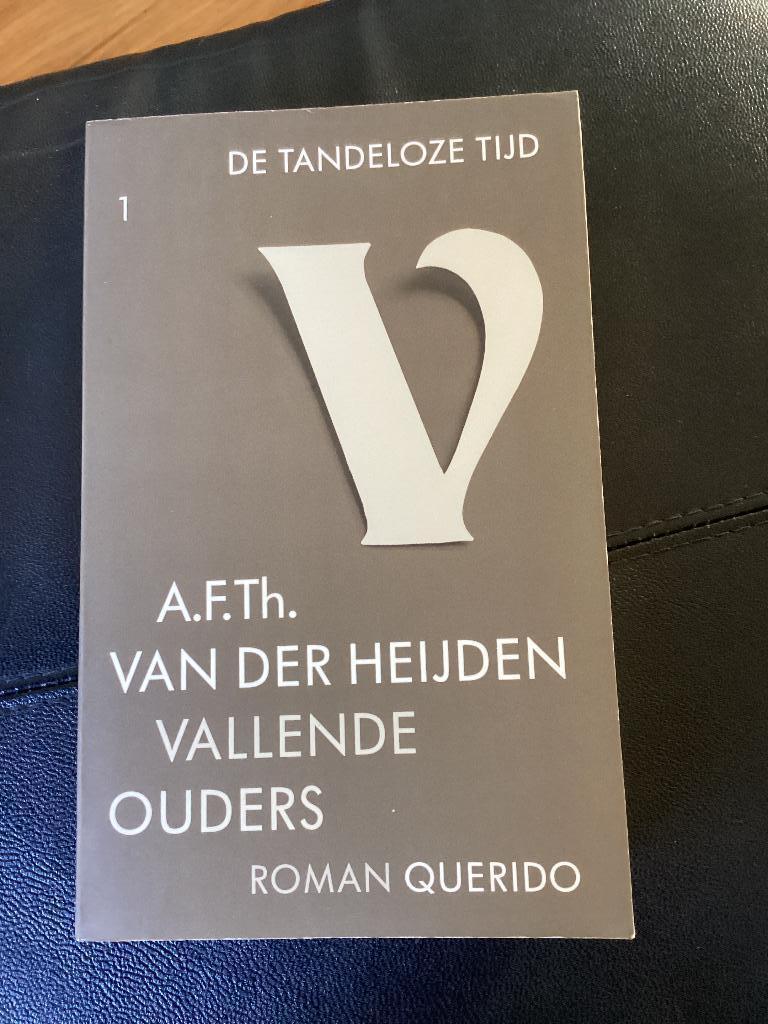 DE TANDELOZE TIJD
1
V
A.F.Th.
VAN DER HEIJDEN
VALLENDE
OUDERS
ROMAN QUERIDO